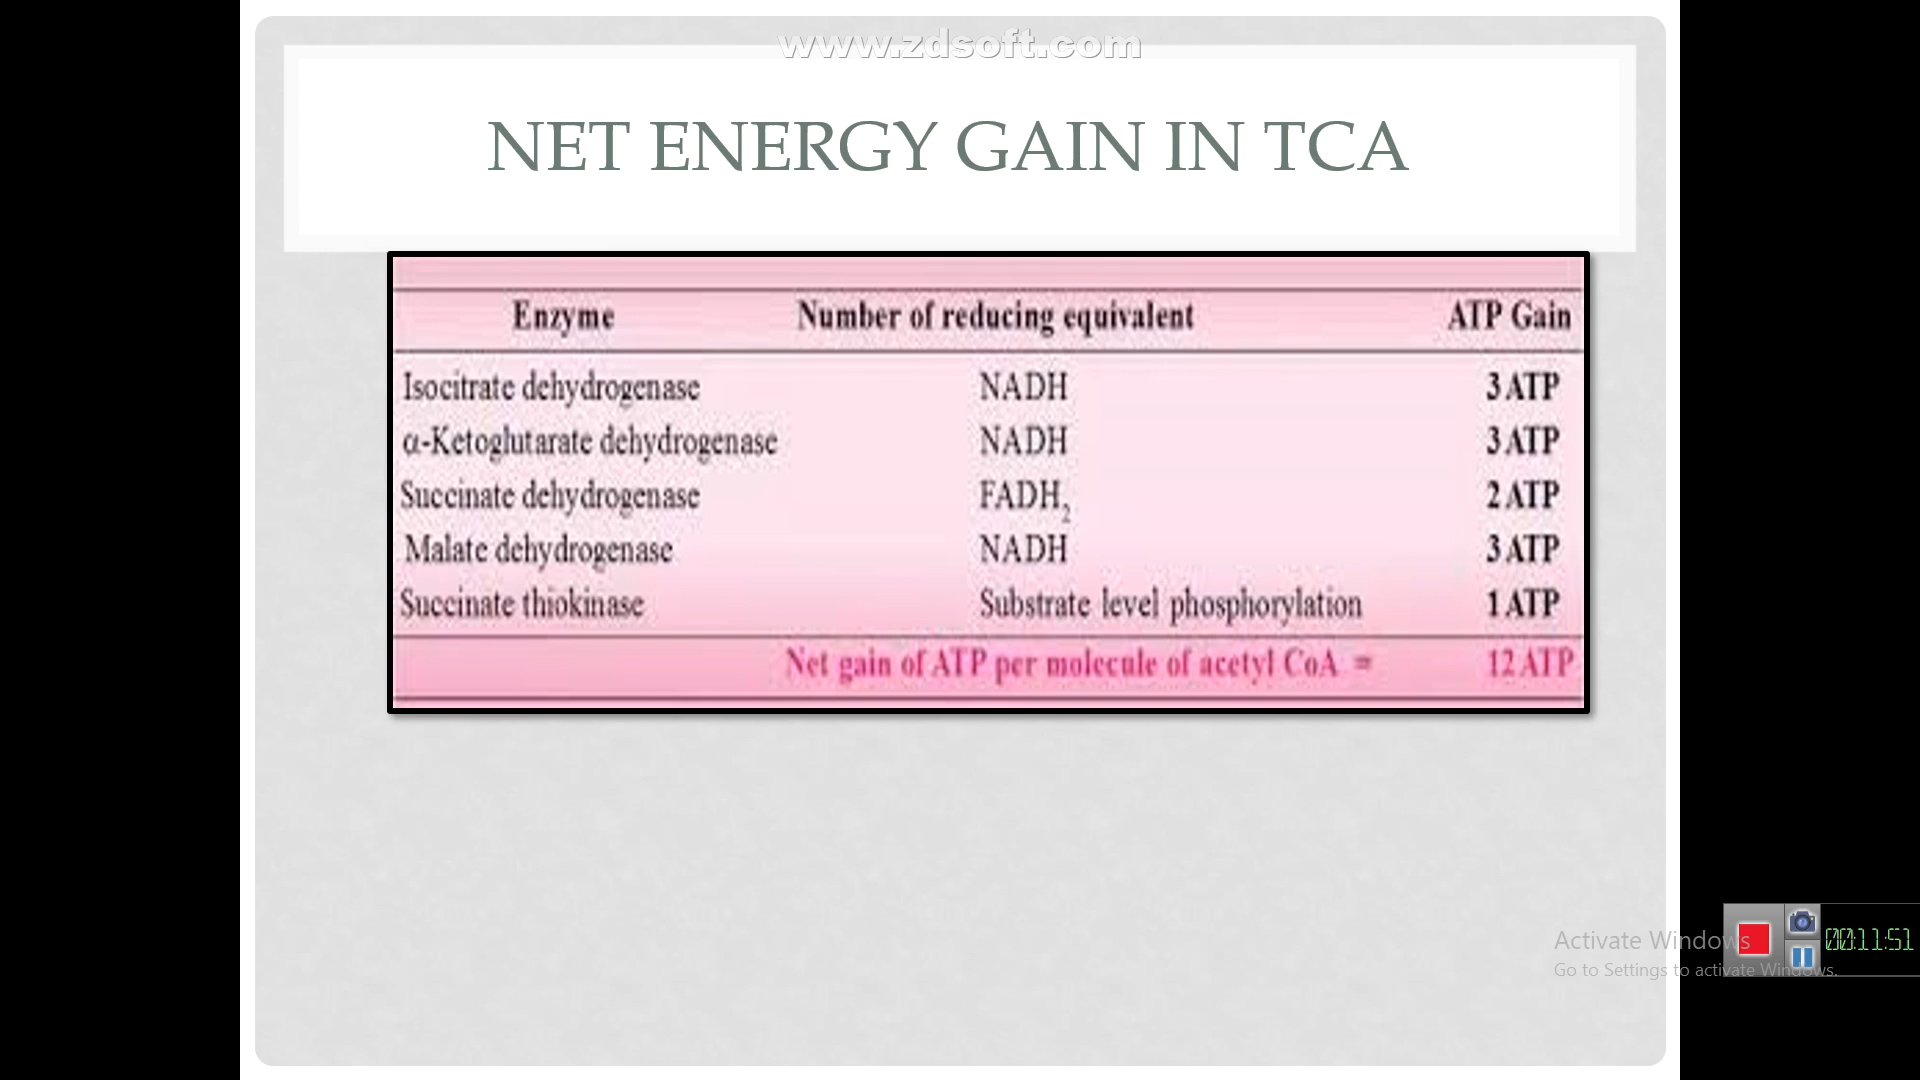 www.zdsoft.com
NET ENERGY GAIN IN TCA
Enzyme Number of reducing equivalent ATP Gain
Isocitrate dehydrogenase NADH 3 ATP
α-Ketoglutarate dehydrogenase NADH 3 ATP
Succinate dehydrogenase FADH₂ 2 ATP
Malate dehydrogenase NADH 3 ATP
Succinate thiokinase Substrate level phosphorylation 1 ATP
Net gain of ATP per molecule of acetyl CoA = 12 ATP
Activate Windows
Go to Settings to activate Windows.
00:11:51